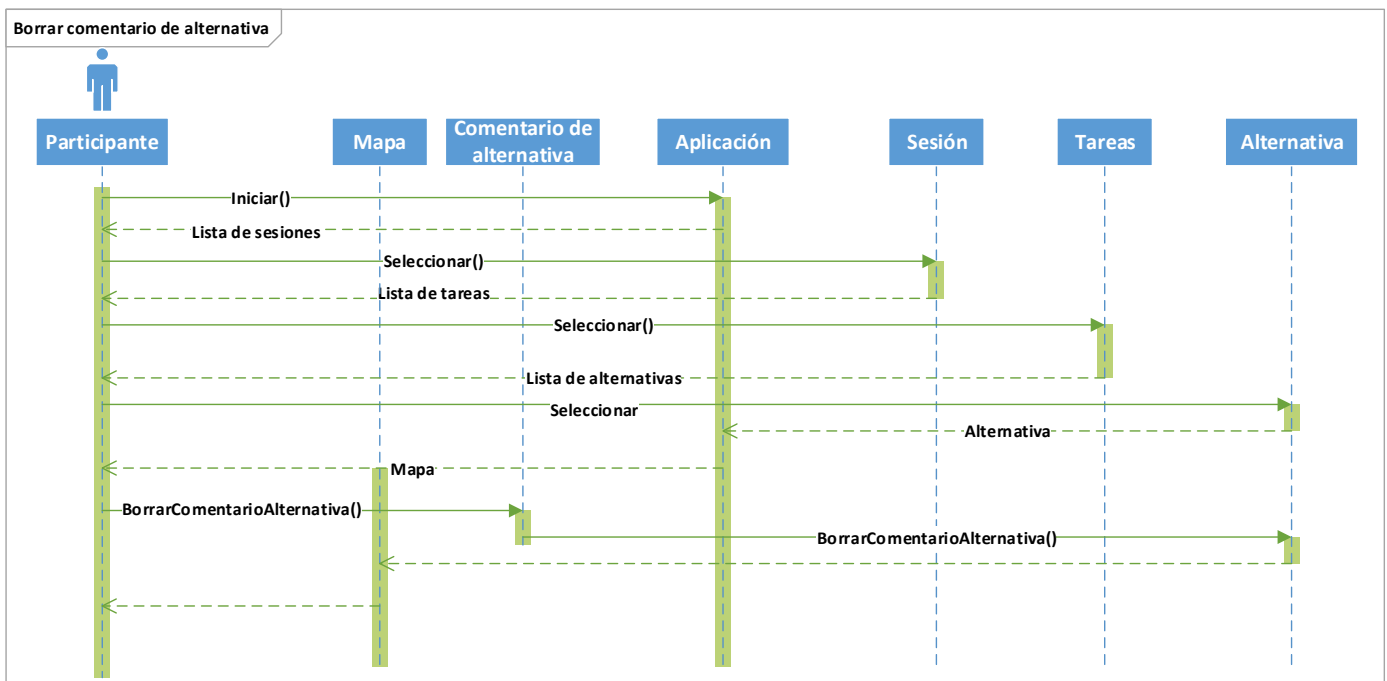 Borrar comentario de alternativa
Participante
Mapa
Comentario de
alternativa
Aplicación
Sesión
Tareas
Alternativa
Iniciar()
Lista de sesiones
Seleccionar()
Lista de tareas
Seleccionar()
Lista de alternativas
Seleccionar
Alternativa
Mapa
BorrarComentarioAlternativa()
BorrarComentarioAlternativa()